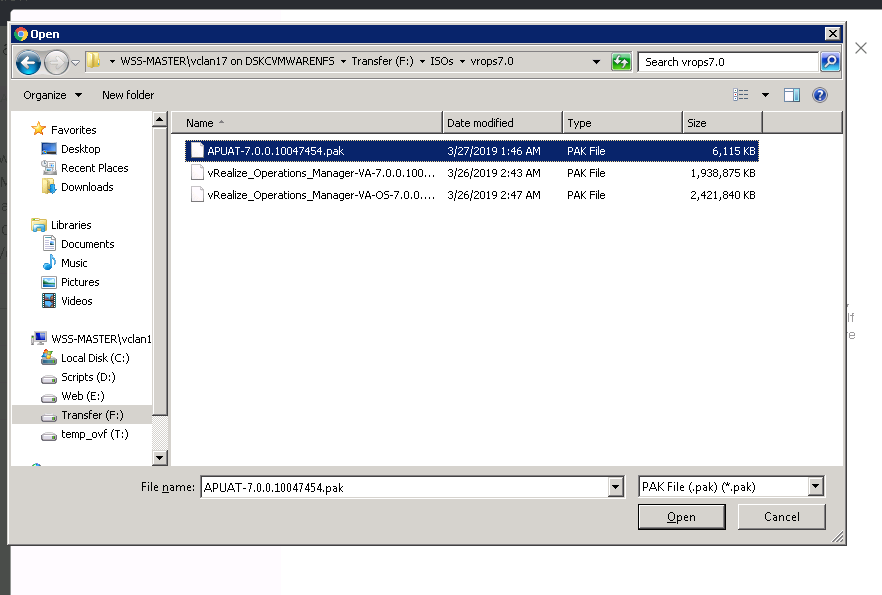 Open
WSS-MASTER\vclan17 on DSKCVMWARENFS Transfer (F:) ISOs vrops7.0
Search vrops7.0
Organize New folder
Favorites
Desktop
Recent Places
Downloads
Libraries
Documents
Music
Pictures
Videos
WSS-MASTER\vclan1
Local Disk (C:)
Scripts (D:)
Web (E:)
Transfer (F:)
temp_ovf (T:)
Name Date modified Type Size
APUAT-7.0.0.10047454.pak 3/27/2019 1:46 AM PAK File 6,115 KB
vRealize_Operations_Manager-VA-7.0.0.100... 3/26/2019 2:43 AM PAK File 1,938,875 KB
vRealize_Operations_Manager-VA-OS-7.0.0.... 3/26/2019 2:47 AM PAK File 2,421,840 KB
File name: APUAT-7.0.0.10047454.pak PAK File (.pak) (*.pak)
Open Cancel